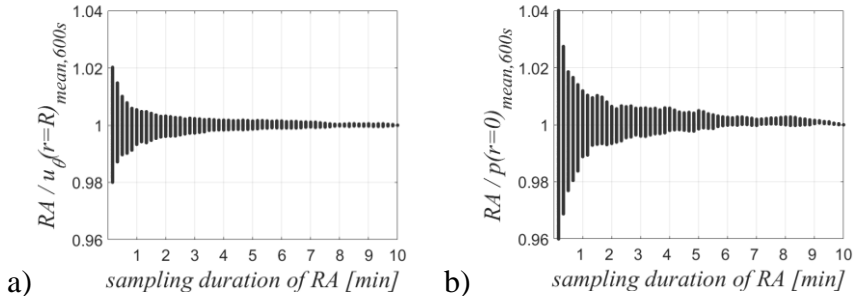 RA / u_θ(r=R)_mean,600s
1.04
1.02
1
0.98
0.96
1 2 3 4 5 6 7 8 9 10
a) sampling duration of RA [min]
RA / p(r=0)_mean,600s
1.04
1.02
1
0.98
0.96
1 2 3 4 5 6 7 8 9 10
b) sampling duration of RA [min]